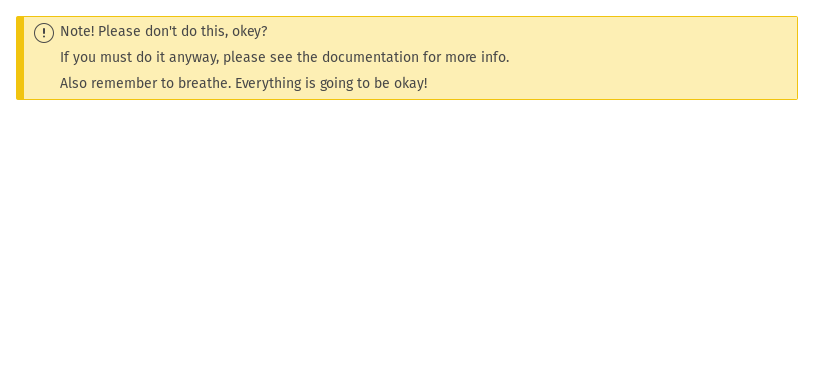 Note! Please don't do this, okey?
If you must do it anyway, please see the documentation for more info.
Also remember to breathe. Everything is going to be okay!